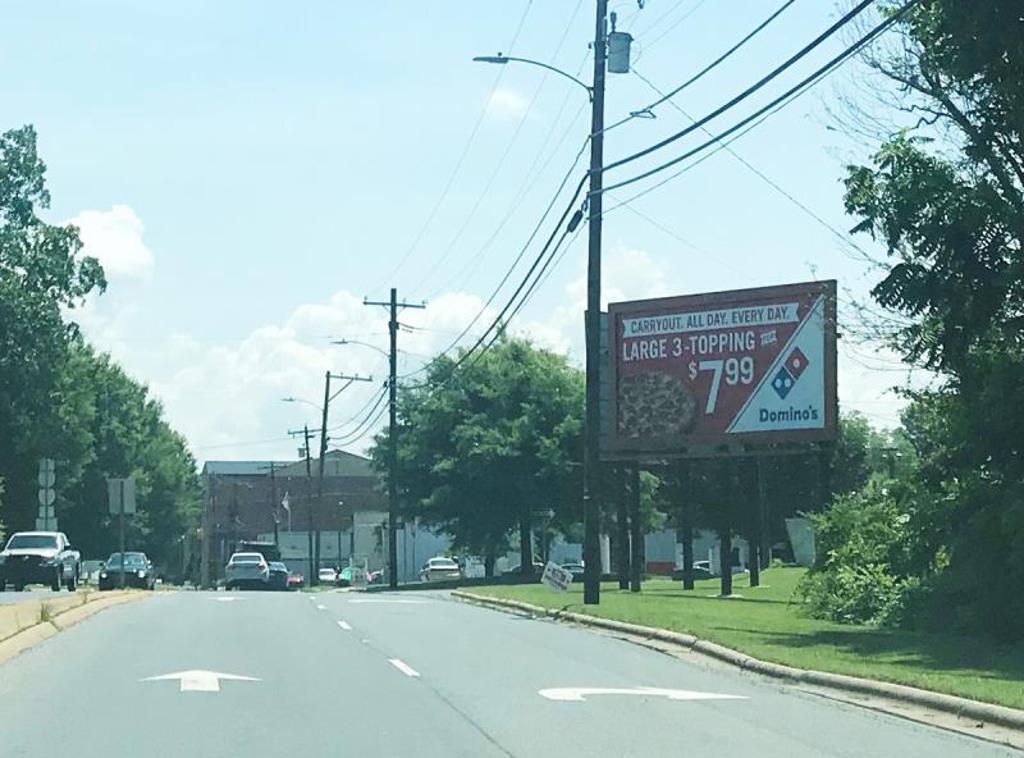 CARRYOUT. ALL DAY. EVERY DAY.
LARGE 3-TOPPING
$7.99
Domino's